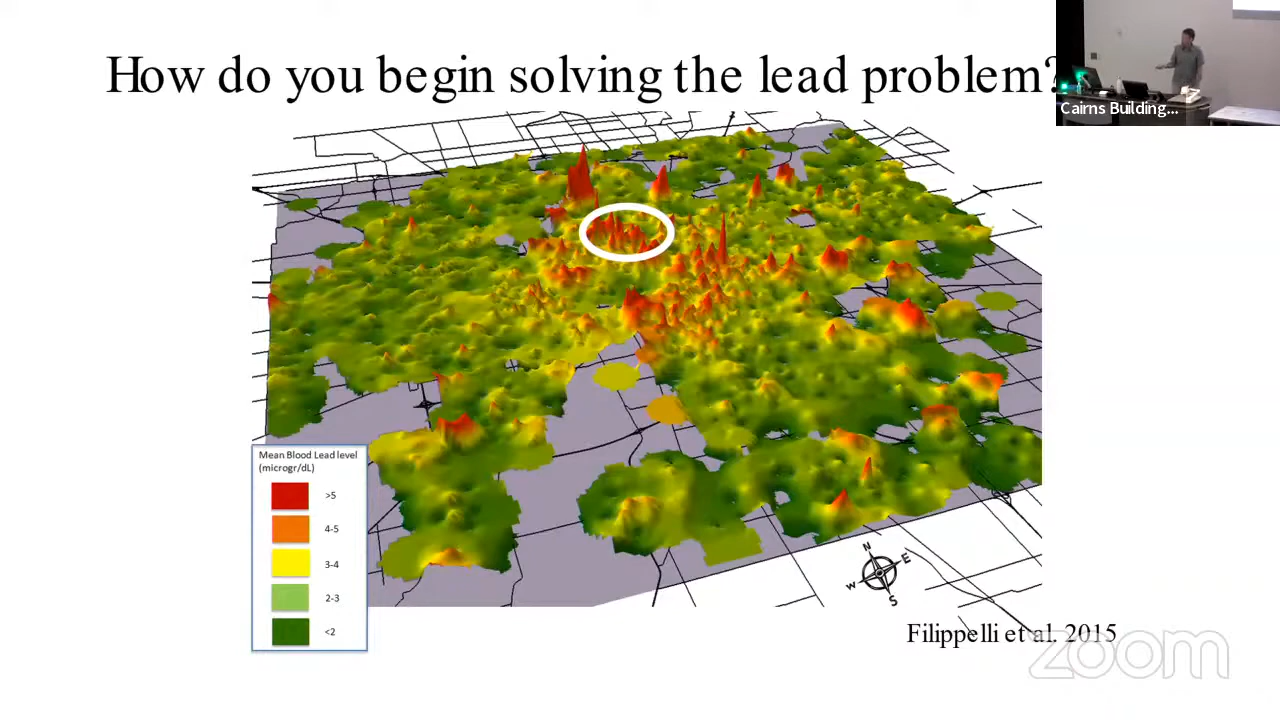 How do you begin solving the lead problem?
Cairns Building...
Mean Blood Lead level
(microgr/dL)
>5
4-5
3-4
2-3
<2
N
E
W
S
Filippelli et al. 2015
zoom